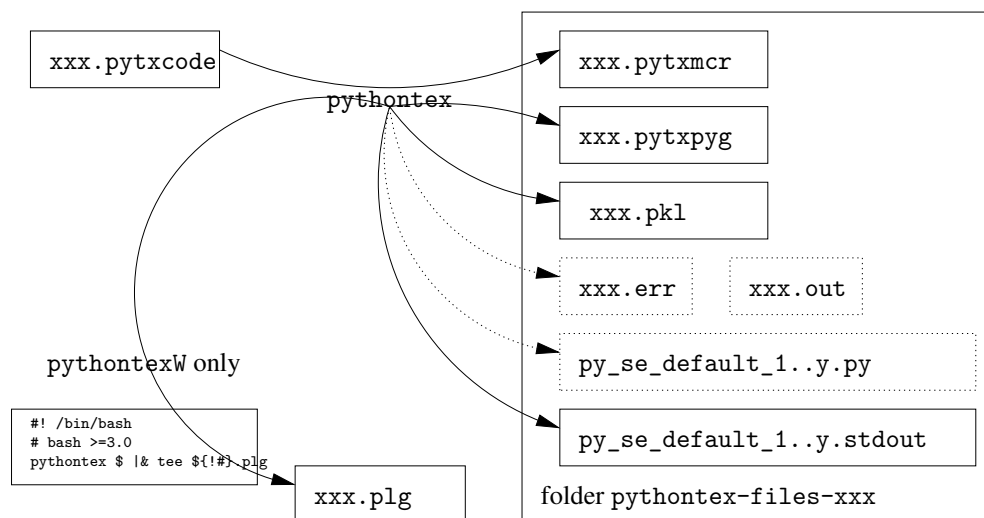 xxx.pytxcode
pythontex
pythontexW only
#! /bin/bash
# bash >=3.0
pythontex $ |& tee ${!#}.plg
xxx.plg
xxx.pytxmcr
xxx.pytxpyg
xxx.pkl
xxx.err xxx.out
py_se_default_1..y.py
py_se_default_1..y.stdout
folder pythontex-files-xxx